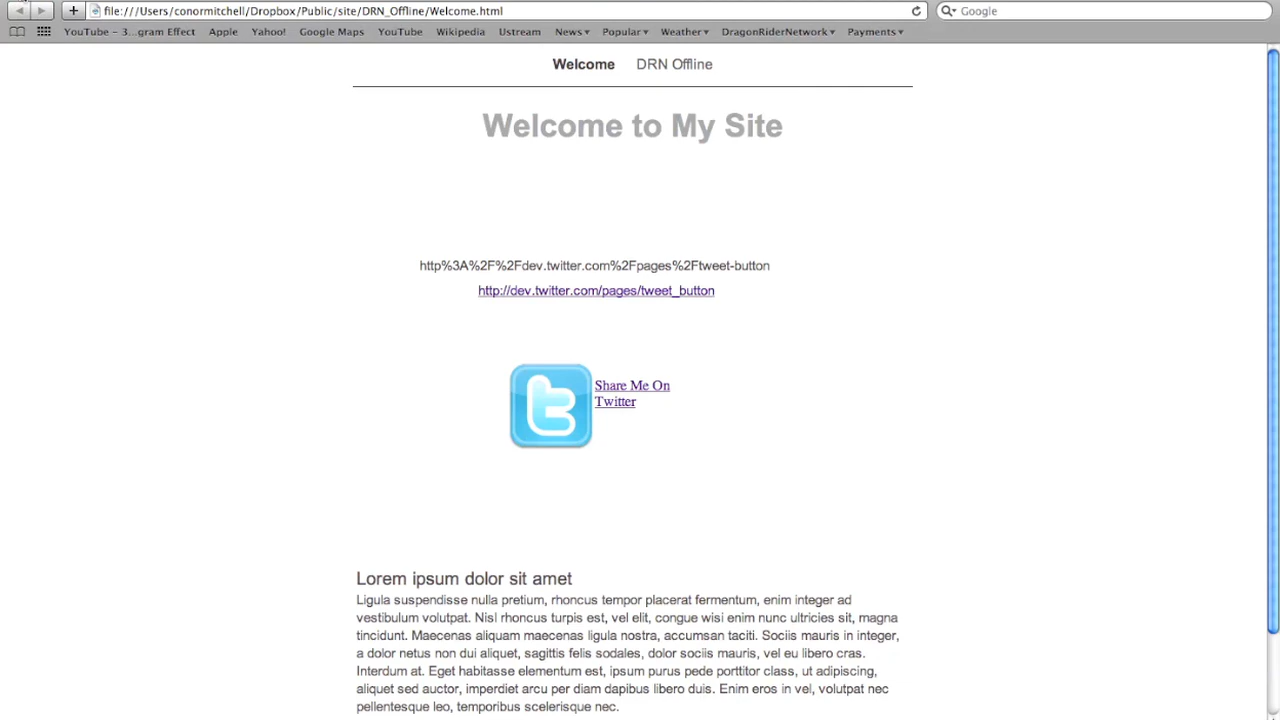 file:///Users/conormitchell/Dropbox/Public/site/DRN_Offline/Welcome.html
Google
YouTube – 3...gram Effect Apple Yahoo! Google Maps YouTube Wikipedia Ustream News▾ Popular▾ Weather▾ DragonRiderNetwork▾ Payments▾
Welcome DRN Offline
Welcome to My Site
http%3A%2F%2Fdev.twitter.com%2Fpages%2Ftweet-button
http://dev.twitter.com/pages/tweet_button
Share Me On
Twitter
Lorem ipsum dolor sit amet
Ligula suspendisse nulla pretium, rhoncus tempor placerat fermentum, enim integer ad
vestibulum volutpat. Nisl rhoncus turpis est, vel elit, congue wisi enim nunc ultricies sit, magna
tincidunt. Maecenas aliquam maecenas ligula nostra, accumsan taciti. Sociis mauris in integer,
a dolor netus non dui aliquet, sagittis felis sodales, dolor sociis mauris, vel eu libero cras.
Interdum at. Eget habitasse elementum est, ipsum purus pede porttitor class, ut adipiscing,
aliquet sed auctor, imperdiet arcu per diam dapibus libero duis. Enim eros in vel, volutpat nec
pellentesque leo, temporibus scelerisque nec.